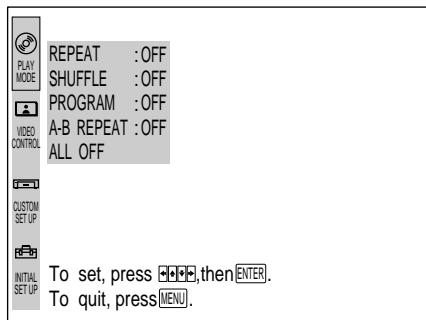 PLAY
MODE
REPEAT :OFF
SHUFFLE :OFF
PROGRAM :OFF
A-B REPEAT :OFF
ALL OFF
VIDEO
CONTROL
CUSTOM
SET UP
INITIAL
SET UP
To set, press ,then ENTER.
To quit, press MENU.